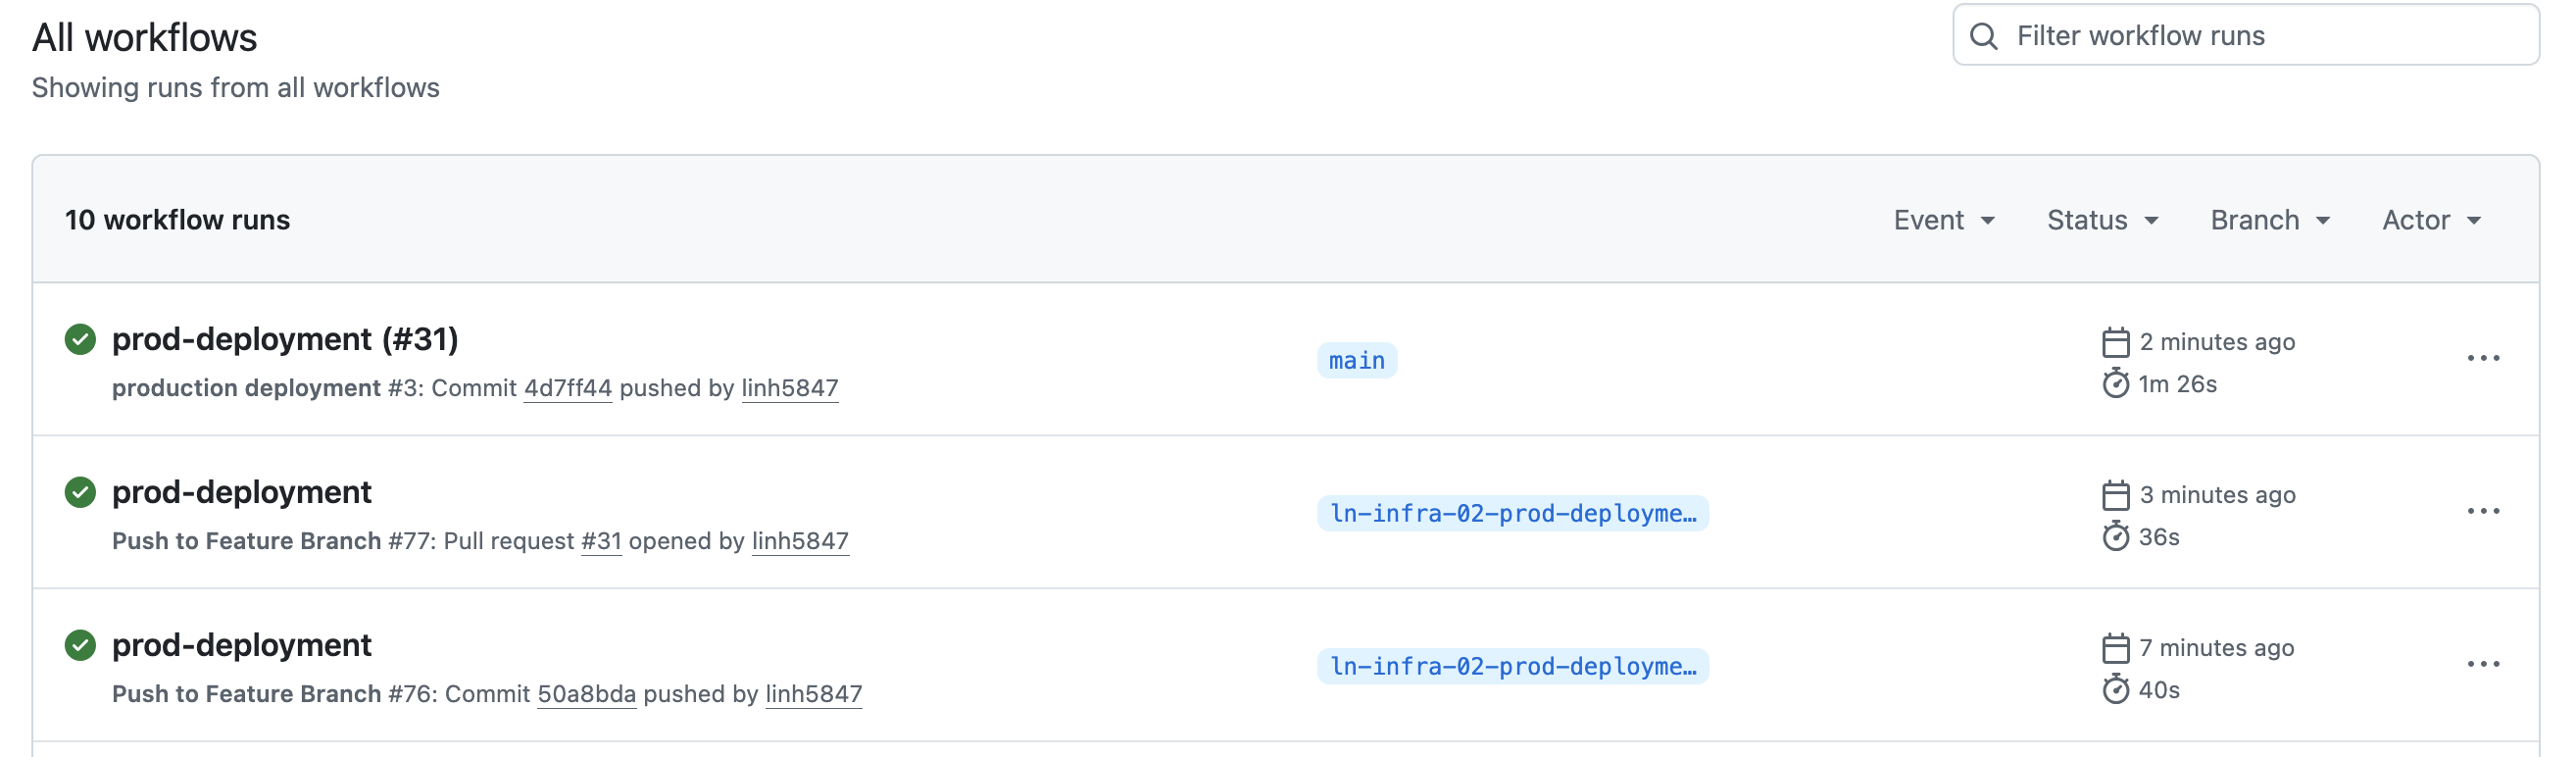 All workflows
Filter workflow runs
Showing runs from all workflows
10 workflow runs
Event
Status
Branch
Actor
prod-deployment (#31)
production deployment #3: Commit 4d7ff44 pushed by linh5847
main
2 minutes ago
1m 26s
prod-deployment
Push to Feature Branch #77: Pull request #31 opened by linh5847
ln-infra-02-prod-deployme…
3 minutes ago
36s
prod-deployment
Push to Feature Branch #76: Commit 50a8bda pushed by linh5847
ln-infra-02-prod-deployme…
7 minutes ago
40s